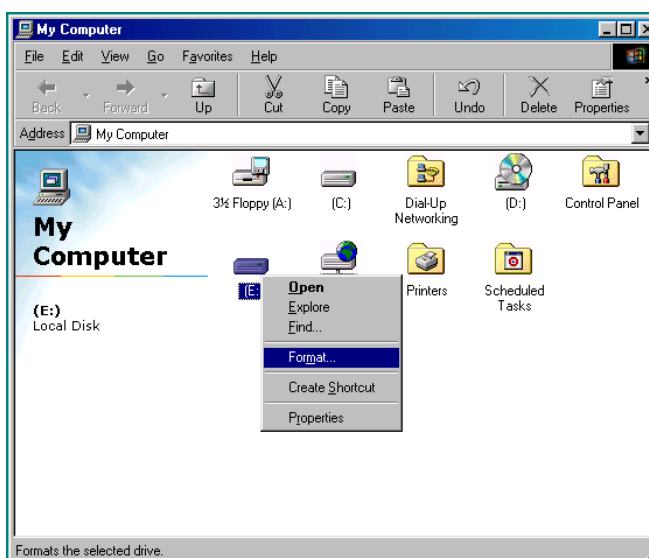 My Computer
File Edit View Go Favorites Help
Back Forward Up Cut Copy Paste Undo Delete Properties
Address My Computer
My
Computer
(E:)
Local Disk
3½ Floppy (A:) (C:) Dial-Up
Networking (D:) Control Panel
(E: Printers Scheduled
Tasks
Open
Explore
Find...
Format...
Create Shortcut
Properties
Formats the selected drive.